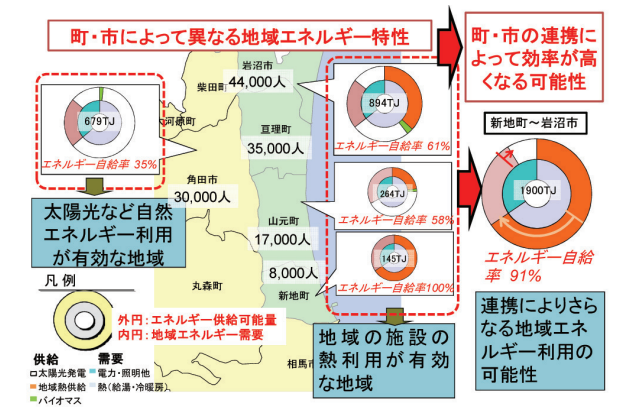 町・市によって異なる地域エネルギー特性
町・市の連携に
よって効率が高
くなる可能性
岩沼市
44,000人
柴田町
河原町
亘理町
35,000人
角田市
30,000人
山元町
17,000人
8,000人
新地町
丸森町
相馬市
679TJ
エネルギー自給率 35%
894TJ
エネルギー自給率 61%
264TJ
エネルギー自給率 58%
145TJ
エネルギー自給率100%
新地町～岩沼市
1900TJ
エネルギー自給
率 91%
太陽光など自然
エネルギー利用
が有効な地域
地域の施設の
熱利用が有効
な地域
連携によりさら
なる地域エネ
ルギー利用の
可能性
凡 例
外円：エネルギー供給可能量
内円：地域エネルギー需要
供給 需要
太陽光発電 電力・照明他
地域熱供給 熱(給湯・冷暖房)
バイオマス